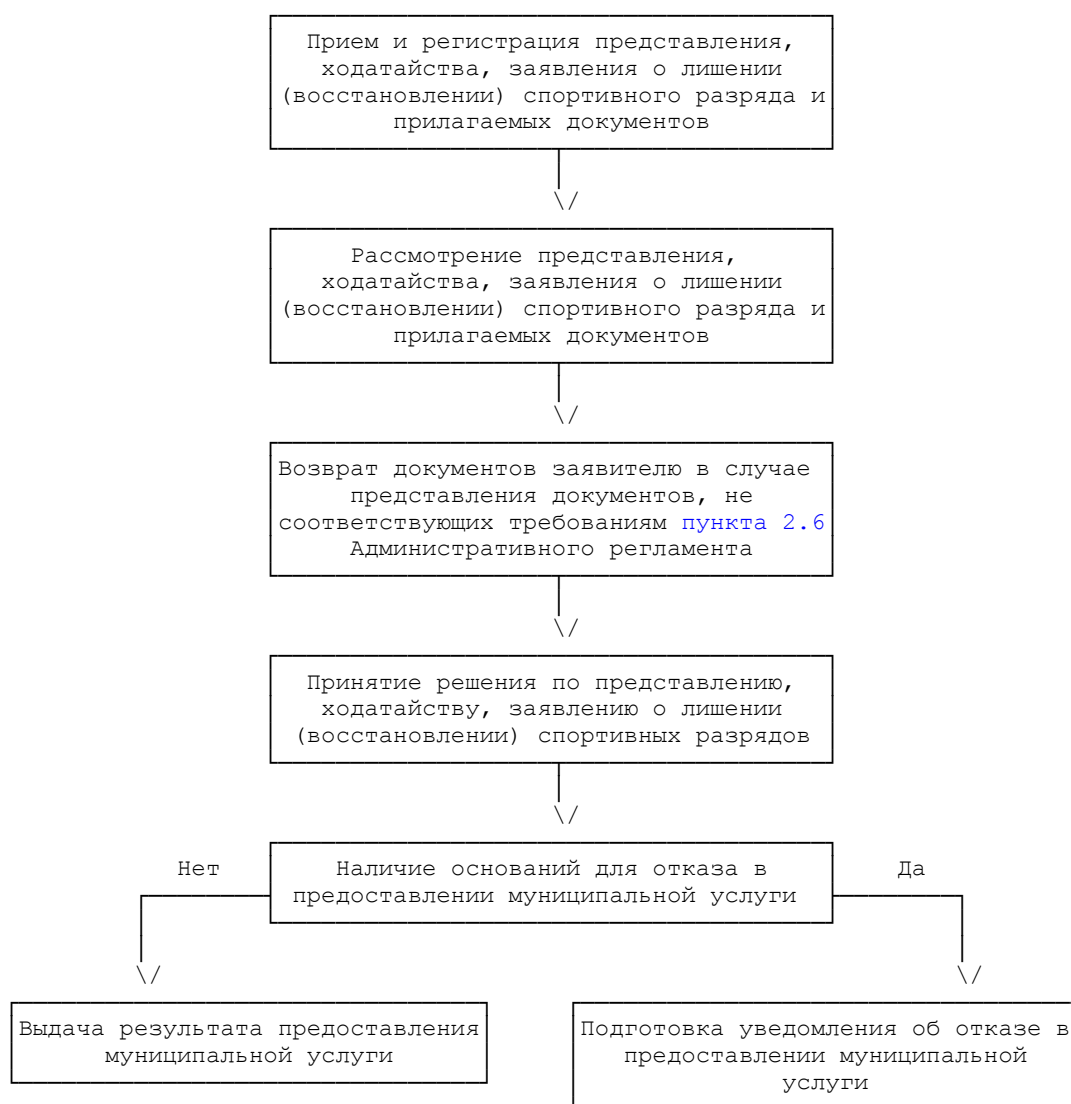 Прием и регистрация представления,
ходатайства, заявления о лишении
(восстановлении) спортивного разряда и
прилагаемых документов
Рассмотрение представления,
ходатайства, заявления о лишении
(восстановлении) спортивного разряда и
прилагаемых документов
Возврат документов заявителю в случае
представления документов, не
соответствующих требованиям пункта 2.6
Административного регламента
Принятие решения по представлению,
ходатайству, заявлению о лишении
(восстановлении) спортивных разрядов
Нет
Наличие оснований для отказа в
предоставлении муниципальной услуги
Да
Выдача результата предоставления
муниципальной услуги
Подготовка уведомления об отказе в
предоставлении муниципальной
услуги